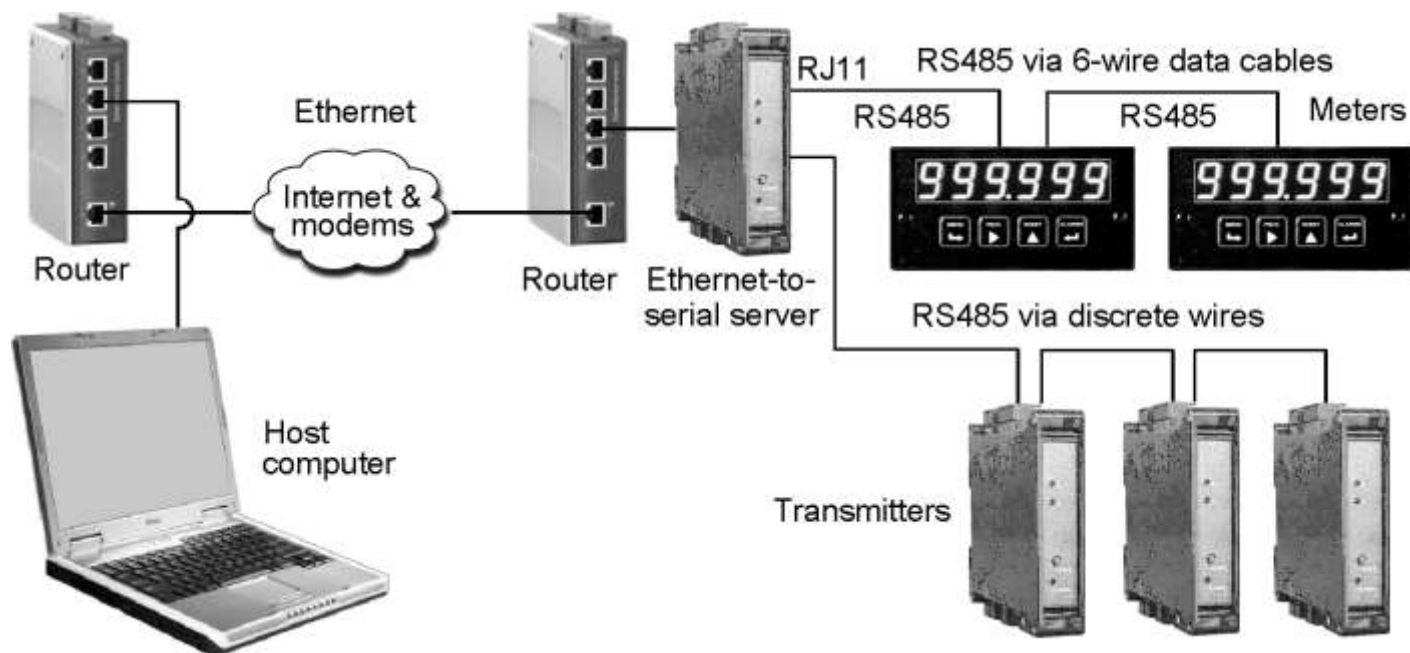 RJ11
RS485 via 6-wire data cables
Ethernet
RS485
RS485
Meters
999.999
999.999
Internet &
modems
Router
Router
Ethernet-to-
serial server
RS485 via discrete wires
Host
computer
Transmitters